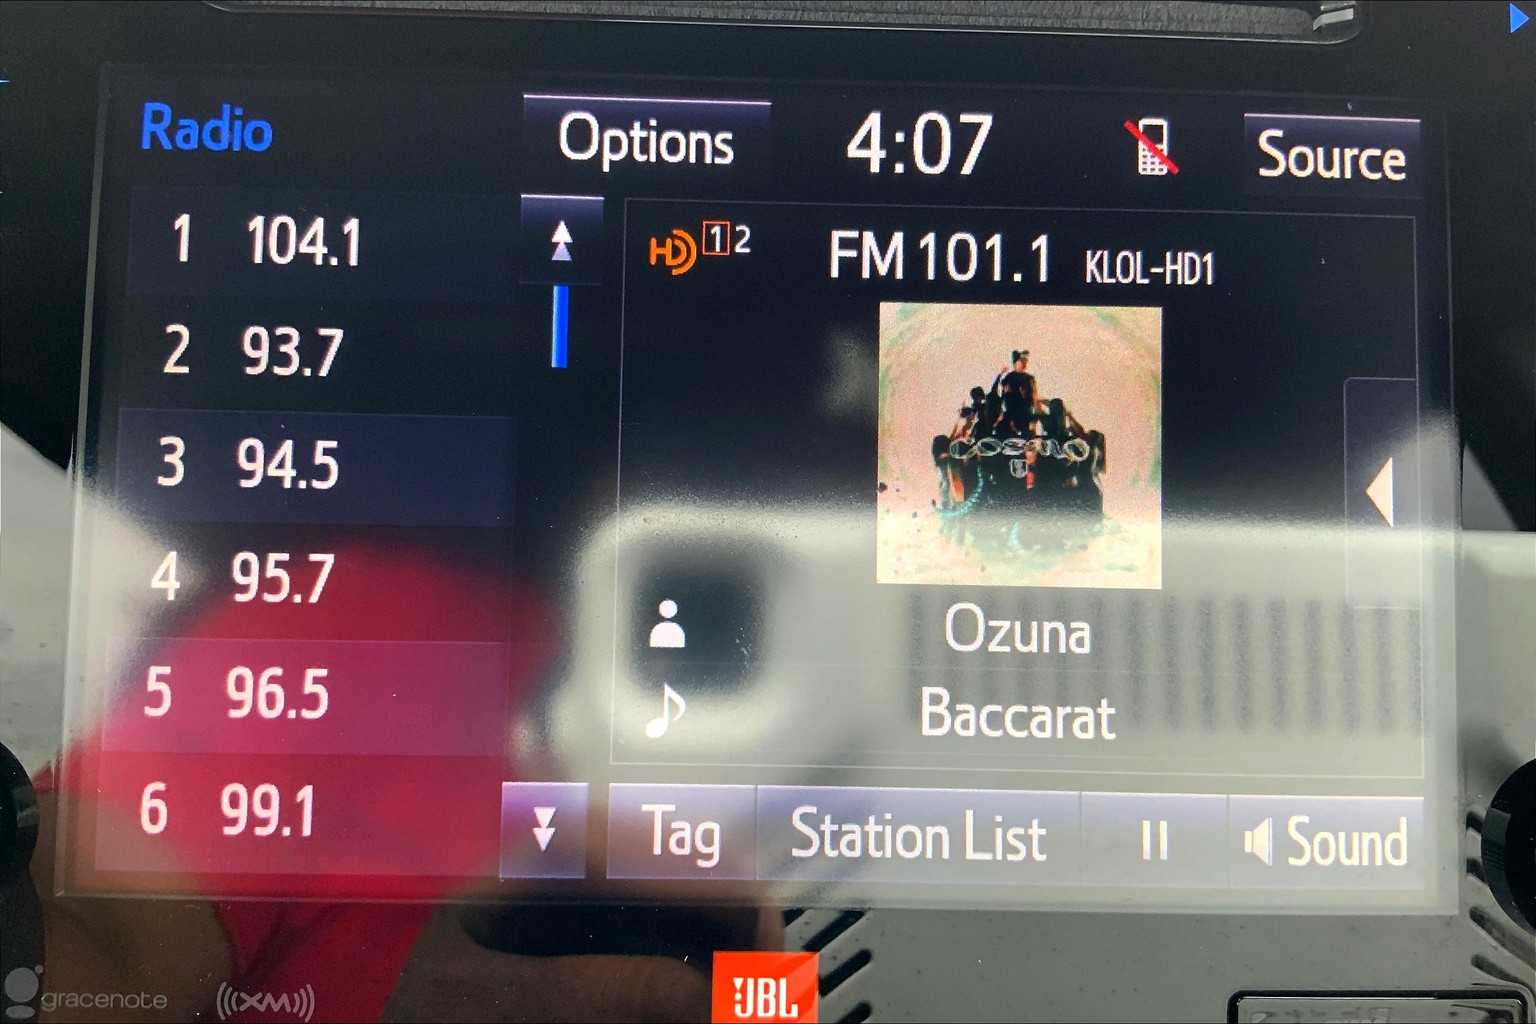 Radio
Options
4:07
Source
1 104.1
2 93.7
3 94.5
4 95.7
5 96.5
6 99.1
HD 1 2
FM 101.1 KLOL-HD1
COSMO
Ozuna
Baccarat
Tag
Station List
Sound
gracenote
((XM))
JBL